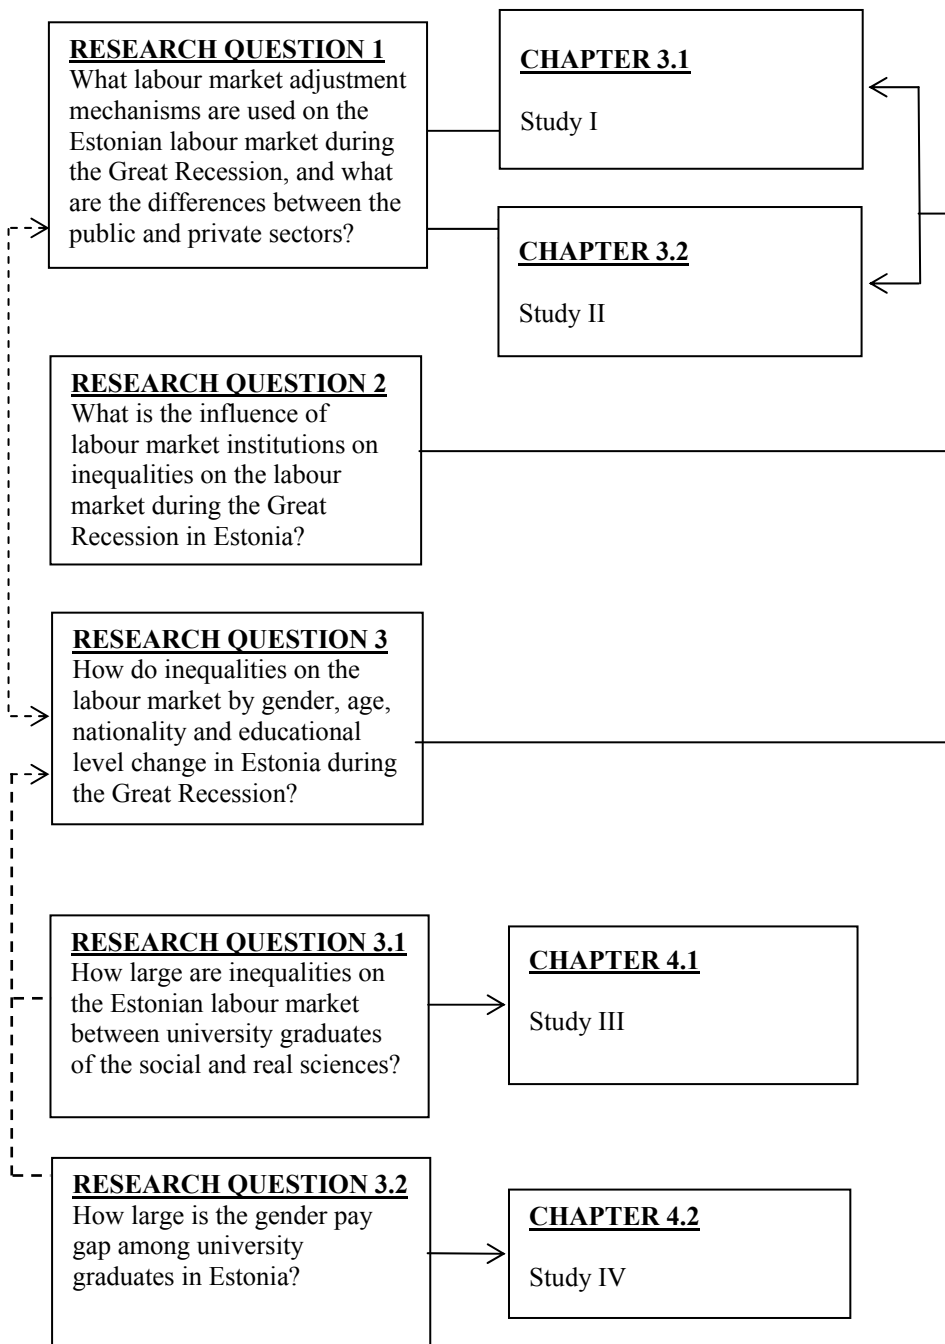 RESEARCH QUESTION 1
What labour market adjustment
mechanisms are used on the
Estonian labour market during
the Great Recession, and what
are the differences between the
public and private sectors?
CHAPTER 3.1
Study I
CHAPTER 3.2
Study II
RESEARCH QUESTION 2
What is the influence of
labour market institutions on
inequalities on the labour
market during the Great
Recession in Estonia?
RESEARCH QUESTION 3
How do inequalities on the
labour market by gender, age,
nationality and educational
level change in Estonia during
the Great Recession?
RESEARCH QUESTION 3.1
How large are inequalities on
the Estonian labour market
between university graduates
of the social and real sciences?
CHAPTER 4.1
Study III
RESEARCH QUESTION 3.2
How large is the gender pay
gap among university
graduates in Estonia?
CHAPTER 4.2
Study IV